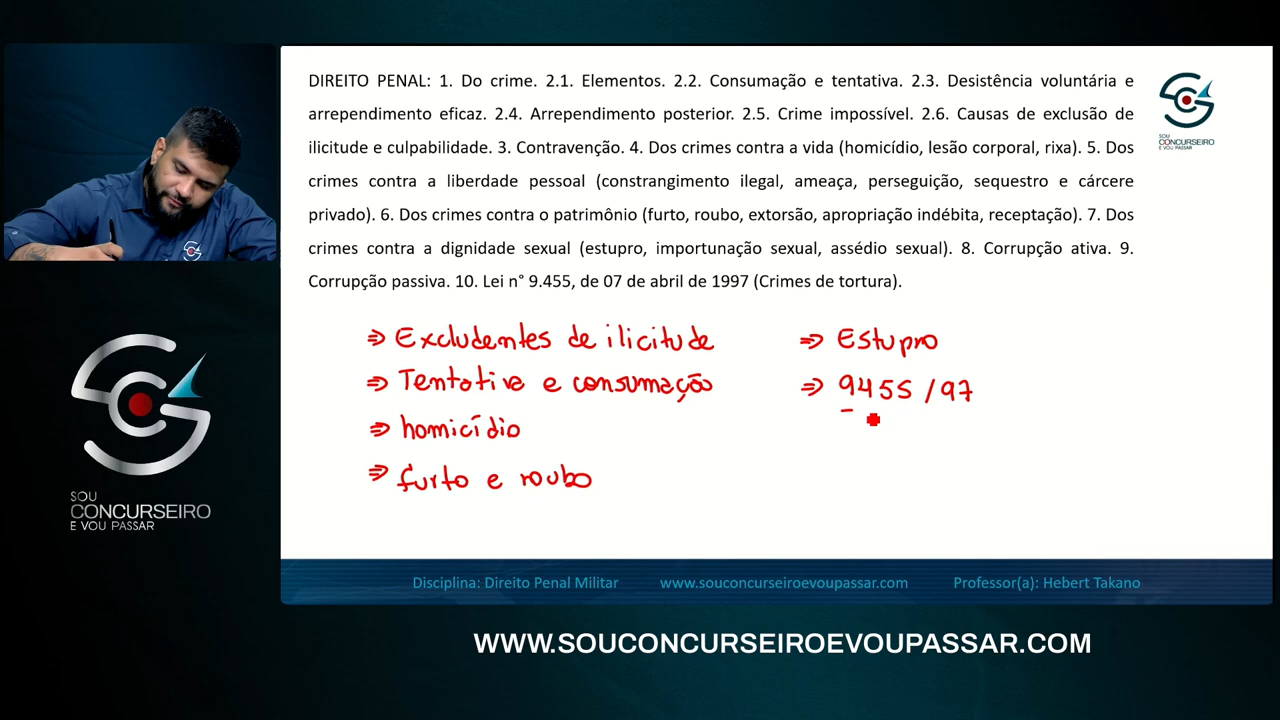 DIREITO PENAL: 1. Do crime. 2.1. Elementos. 2.2. Consumação e tentativa. 2.3. Desistência voluntária e
arrependimento eficaz. 2.4. Arrependimento posterior. 2.5. Crime impossível. 2.6. Causas de exclusão de
ilicitude e culpabilidade. 3. Contravenção. 4. Dos crimes contra a vida (homicídio, lesão corporal, rixa). 5. Dos
crimes contra a liberdade pessoal (constrangimento ilegal, ameaça, perseguição, sequestro e cárcere
privado). 6. Dos crimes contra o patrimônio (furto, roubo, extorsão, apropriação indébita, receptação). 7. Dos
crimes contra a dignidade sexual (estupro, importunação sexual, assédio sexual). 8. Corrupção ativa. 9.
Corrupção passiva. 10. Lei n° 9.455, de 07 de abril de 1997 (Crimes de tortura).
SOU
CONCURSEIRO
E VOU PASSAR
⇒ Excludentes de ilicitude
⇒ Tentativa e consumação
⇒ homicídio
⇒ furto e roubo
⇒ Estupro
⇒ 9455/97
SOU
CONCURSEIRO
E VOU PASSAR
Disciplina: Direito Penal Militar www.souconcurseiroevoupassar.com Professor(a): Hebert Takano
WWW.SOUCONCURSEIROEVOUPASSAR.COM